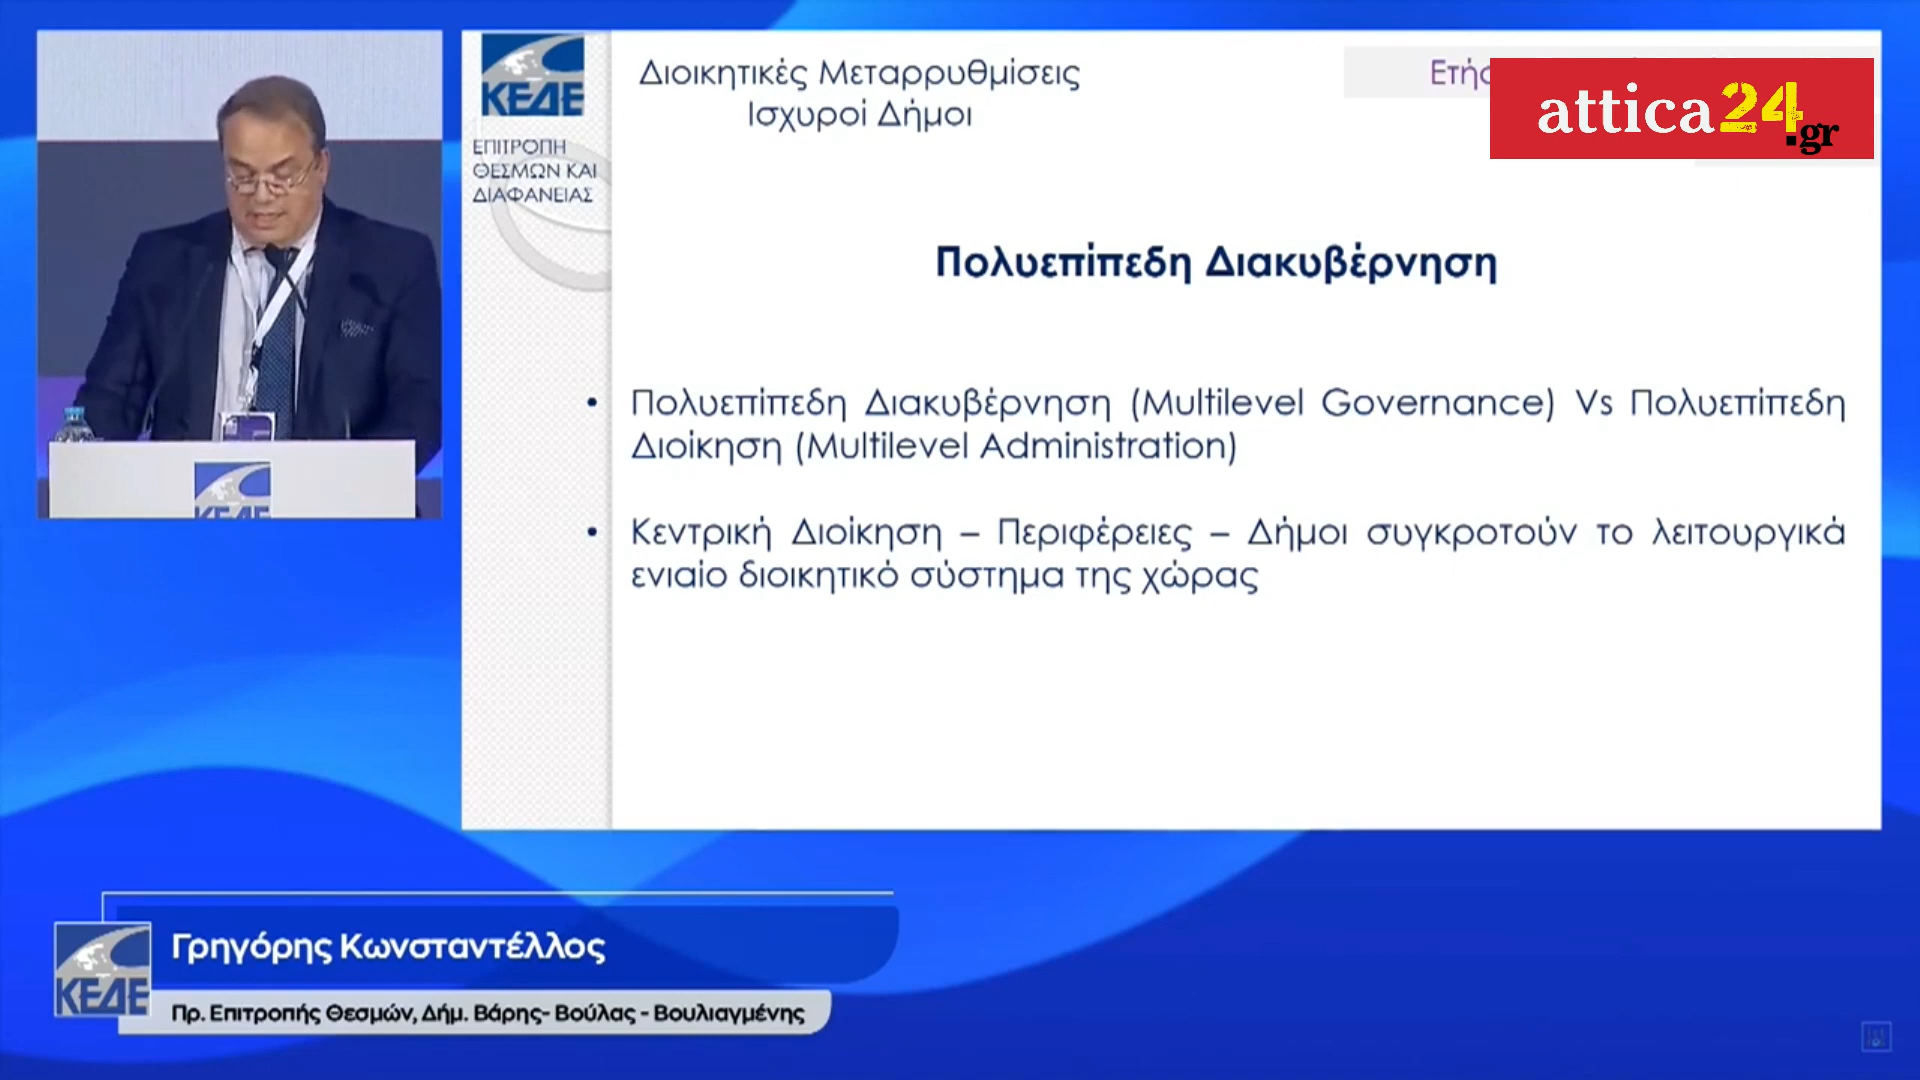 ΚΕΔΕ
ΕΠΙΤΡΟΠΗ
ΘΕΣΜΩΝ ΚΑΙ
ΔΙΑΦΑΝΕΙΑΣ
Διοικητικές Μεταρρυθμίσεις
Ισχυροί Δήμοι
attica24.gr
Πολυεπίπεδη Διακυβέρνηση
• Πολυεπίπεδη Διακυβέρνηση (Multilevel Governance) Vs Πολυεπίπεδη
Διοίκηση (Multilevel Administration)
• Κεντρική Διοίκηση – Περιφέρειες – Δήμοι συγκροτούν το λειτουργικά
ενιαίο διοικητικό σύστημα της χώρας
ΚΕΔΕ
ΚΕΔΕ
Γρηγόρης Κωνσταντέλλος
Πρ. Επιτροπής Θεσμών, Δήμ. Βάρης- Βούλας - Βουλιαγμένης